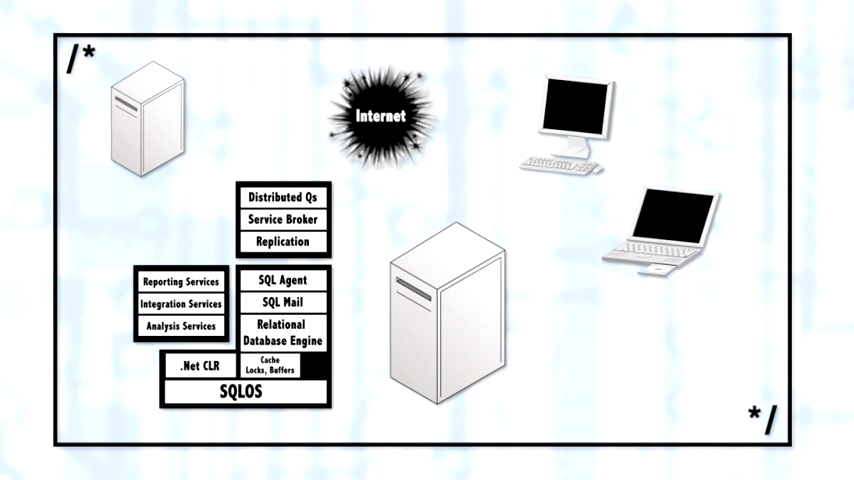 /*
Internet
Distributed Qs
Service Broker
Replication
Reporting Services
Integration Services
Analysis Services
SQL Agent
SQL Mail
Relational
Database Engine
.Net CLR
Cache
Locks, Buffers
SQLOS
*/